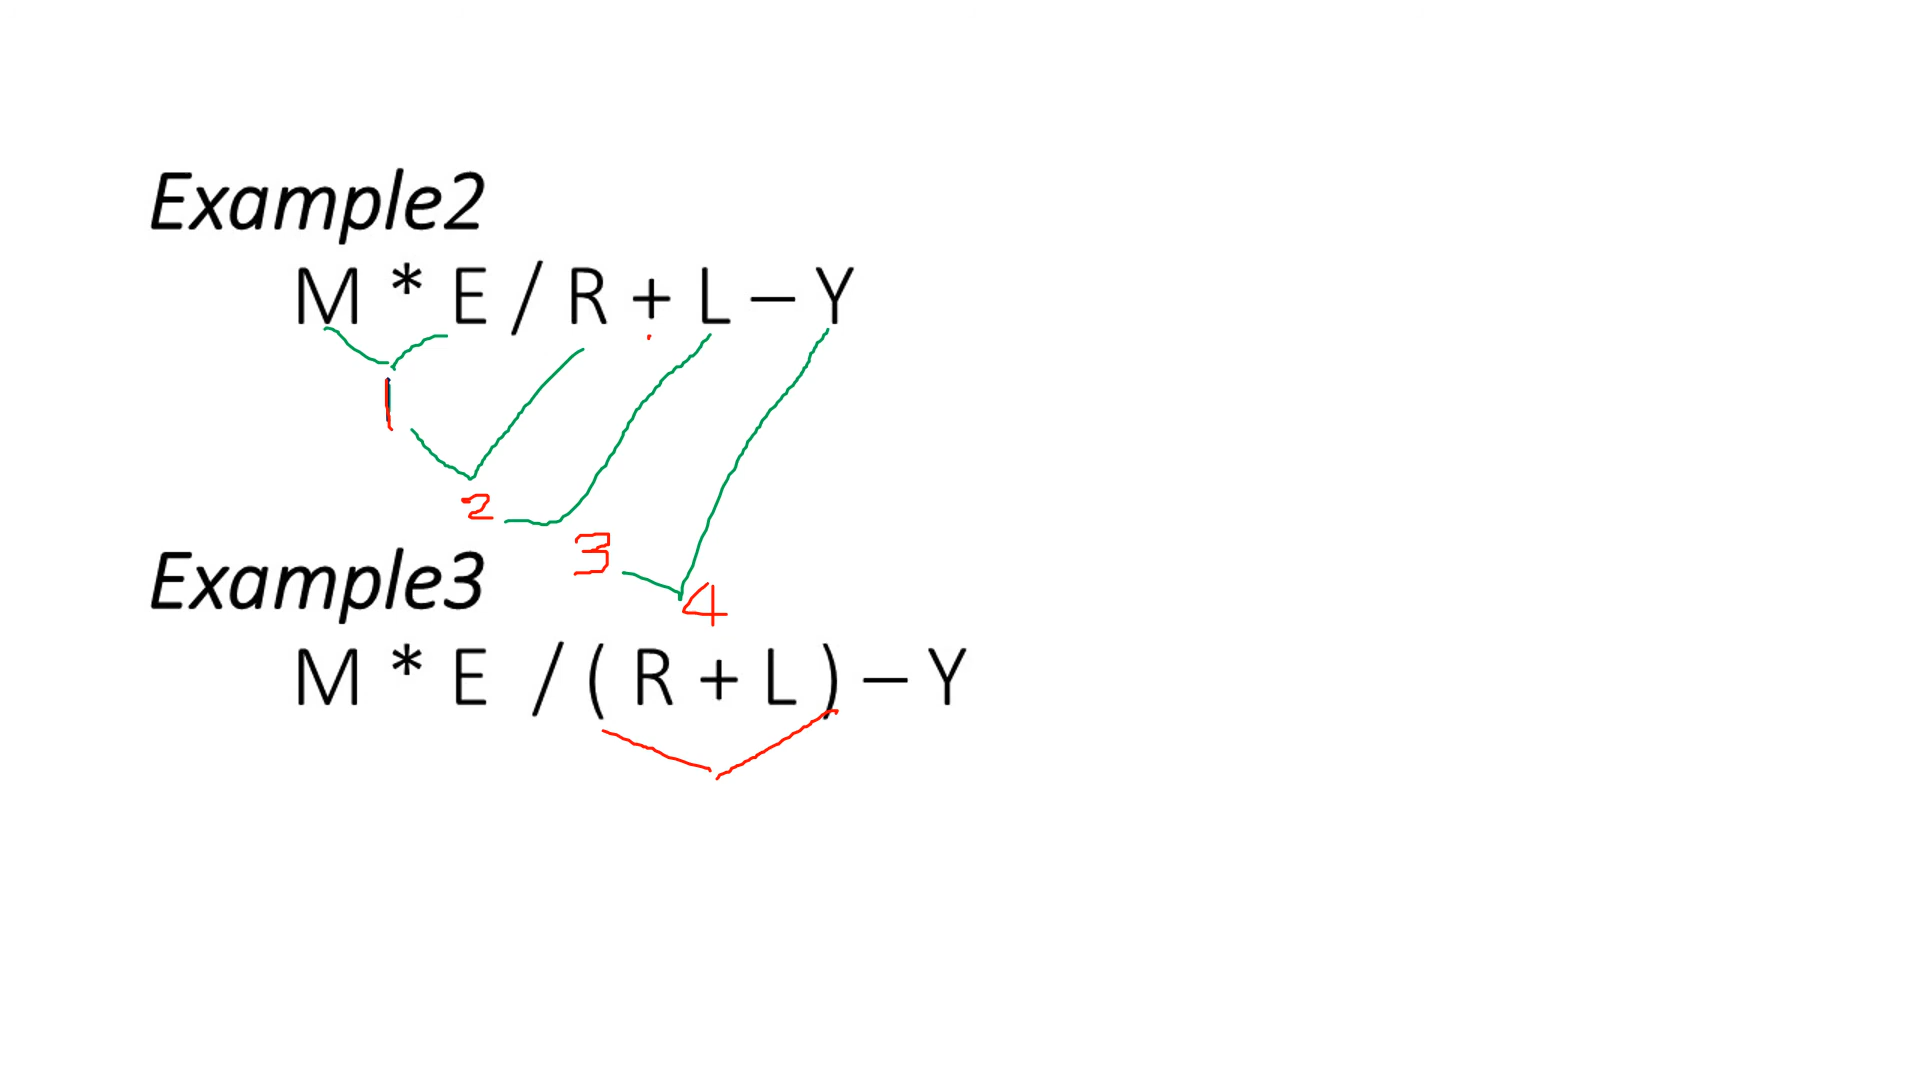 Example2
M * E / R + L – Y
1
2
3
Example3
4
M * E / ( R + L ) – Y